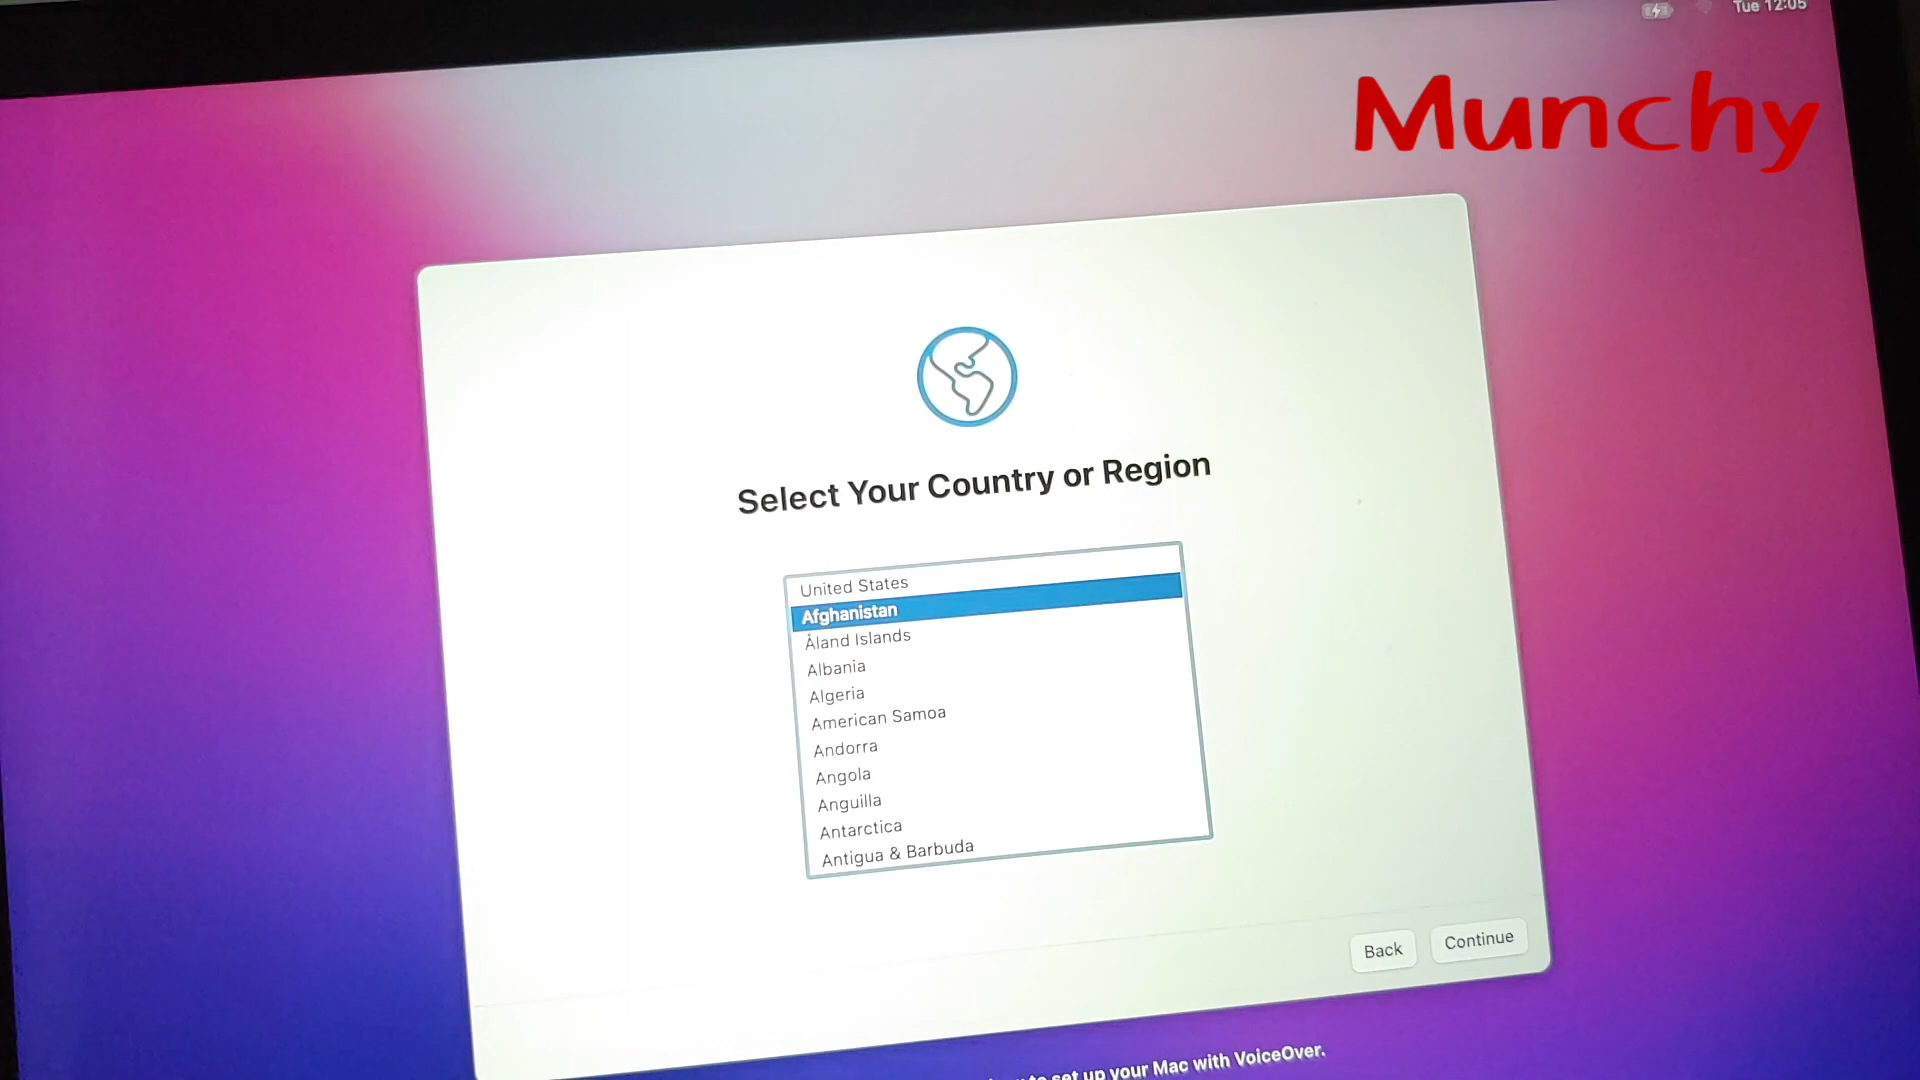 Tue 12:05
Munchy
Select Your Country or Region
United States
Afghanistan
Åland Islands
Albania
Algeria
American Samoa
Andorra
Angola
Anguilla
Antarctica
Antigua & Barbuda
Back
Continue
to set up your Mac with VoiceOver.